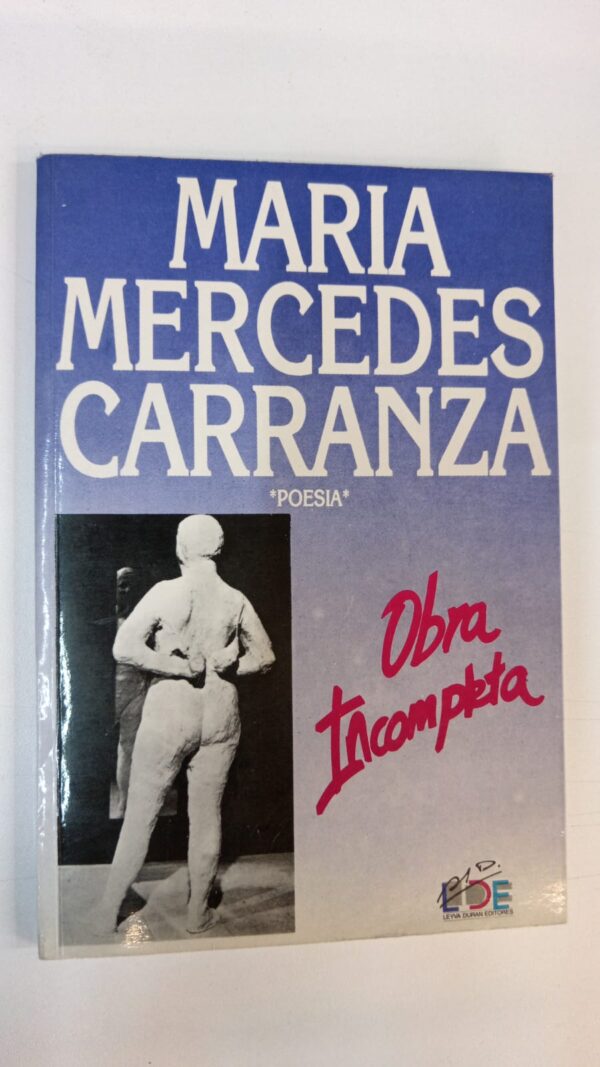 MARIA
MERCEDES
CARRANZA
*POESIA*
Obra
Incompleta
LDE
LEYVA DURAN EDITORES